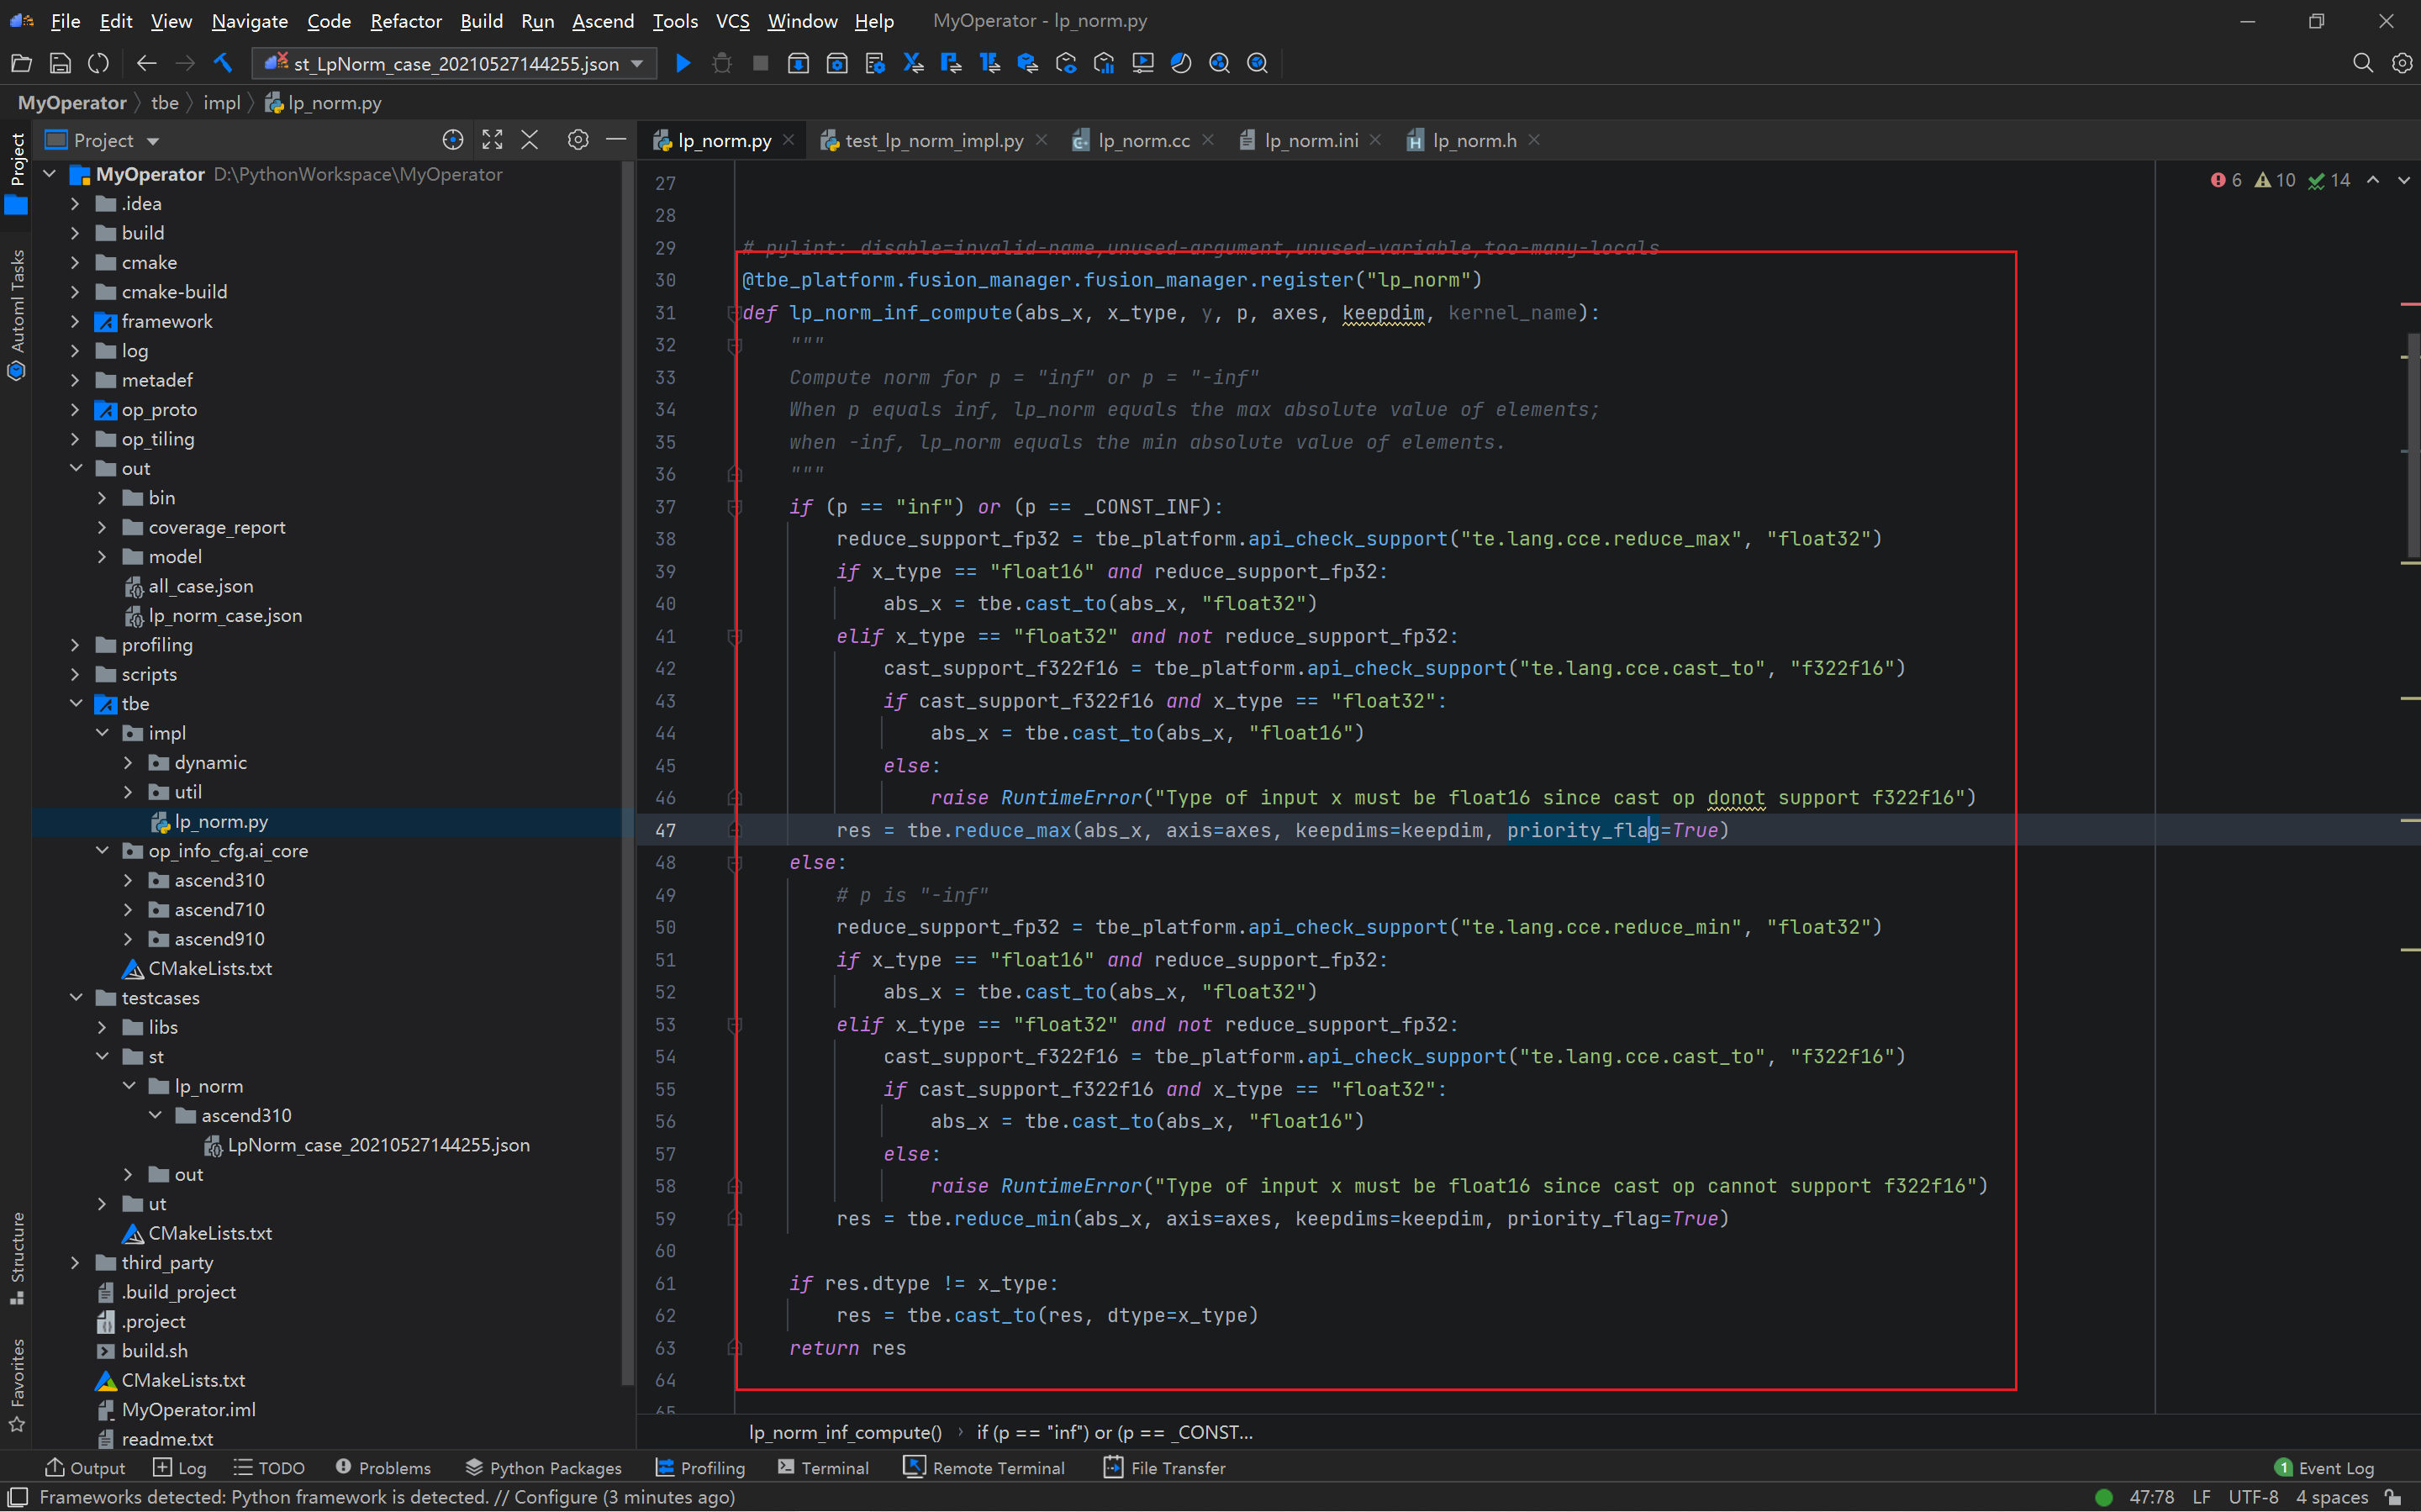 File Edit View Navigate Code Refactor Build Run Ascend Tools VCS Window Help MyOperator - lp_norm.py
st_LpNorm_case_20210527144255.json
MyOperator tbe impl lp_norm.py
Project
lp_norm.py test_lp_norm_impl.py lp_norm.cc lp_norm.ini lp_norm.h
Project
Automl Tasks
Structure
Favorites
MyOperator D:\PythonWorkspace\MyOperator
.idea
build
cmake
cmake-build
framework
log
metadef
op_proto
op_tiling
out
bin
coverage_report
model
all_case.json
lp_norm_case.json
profiling
scripts
tbe
impl
dynamic
util
lp_norm.py
op_info_cfg.ai_core
ascend310
ascend710
ascend910
CMakeLists.txt
testcases
libs
st
lp_norm
ascend310
LpNorm_case_20210527144255.json
out
ut
CMakeLists.txt
third_party
.build_project
.project
build.sh
CMakeLists.txt
MyOperator.iml
readme.txt
6 10 14
27
28
29 # pylint: disable=invalid-name,unused-argument,unused-variable,too-many-locals
30 @tbe_platform.fusion_manager.fusion_manager.register("lp_norm")
31 def lp_norm_inf_compute(abs_x, x_type, y, p, axes, keepdim, kernel_name):
32 """
33 Compute norm for p = "inf" or p = "-inf"
34 When p equals inf, lp_norm equals the max absolute value of elements;
35 when -inf, lp_norm equals the min absolute value of elements.
36 """
37 if (p == "inf") or (p == _CONST_INF):
38 reduce_support_fp32 = tbe_platform.api_check_support("te.lang.cce.reduce_max", "float32")
39 if x_type == "float16" and reduce_support_fp32:
40 abs_x = tbe.cast_to(abs_x, "float32")
41 elif x_type == "float32" and not reduce_support_fp32:
42 cast_support_f322f16 = tbe_platform.api_check_support("te.lang.cce.cast_to", "f322f16")
43 if cast_support_f322f16 and x_type == "float32":
44 abs_x = tbe.cast_to(abs_x, "float16")
45 else:
46 raise RuntimeError("Type of input x must be float16 since cast op donot support f322f16")
47 res = tbe.reduce_max(abs_x, axis=axes, keepdims=keepdim, priority_flag=True)
48 else:
49 # p is "-inf"
50 reduce_support_fp32 = tbe_platform.api_check_support("te.lang.cce.reduce_min", "float32")
51 if x_type == "float16" and reduce_support_fp32:
52 abs_x = tbe.cast_to(abs_x, "float32")
53 elif x_type == "float32" and not reduce_support_fp32:
54 cast_support_f322f16 = tbe_platform.api_check_support("te.lang.cce.cast_to", "f322f16")
55 if cast_support_f322f16 and x_type == "float32":
56 abs_x = tbe.cast_to(abs_x, "float16")
57 else:
58 raise RuntimeError("Type of input x must be float16 since cast op cannot support f322f16")
59 res = tbe.reduce_min(abs_x, axis=axes, keepdims=keepdim, priority_flag=True)
60
61 if res.dtype != x_type:
62 res = tbe.cast_to(res, dtype=x_type)
63 return res
64
65
lp_norm_inf_compute() › if (p == "inf") or (p == _CONST...
Output Log TODO Problems Python Packages Profiling Terminal Remote Terminal File Transfer 1 Event Log
Frameworks detected: Python framework is detected. // Configure (3 minutes ago) 47:78 LF UTF-8 4 spaces